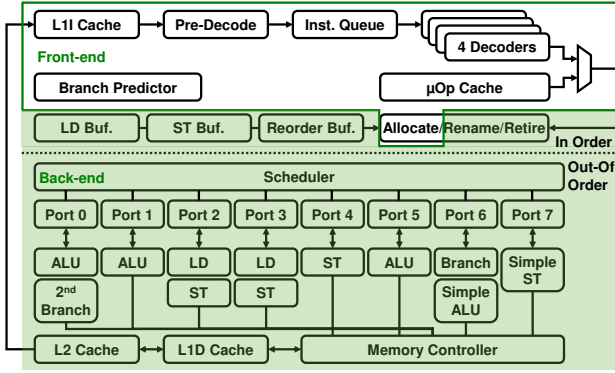 L1I Cache Pre-Decode Inst. Queue
4 Decoders
Front-end
Branch Predictor µOp Cache
LD Buf. ST Buf. Reorder Buf. Allocate/Rename/Retire
In Order
Out-Of
Order
Back-end Scheduler
Port 0 Port 1 Port 2 Port 3 Port 4 Port 5 Port 6 Port 7
ALU ALU LD LD ST ALU Branch Simple
ST
2nd
Branch ST ST Simple
ALU
L2 Cache L1D Cache Memory Controller